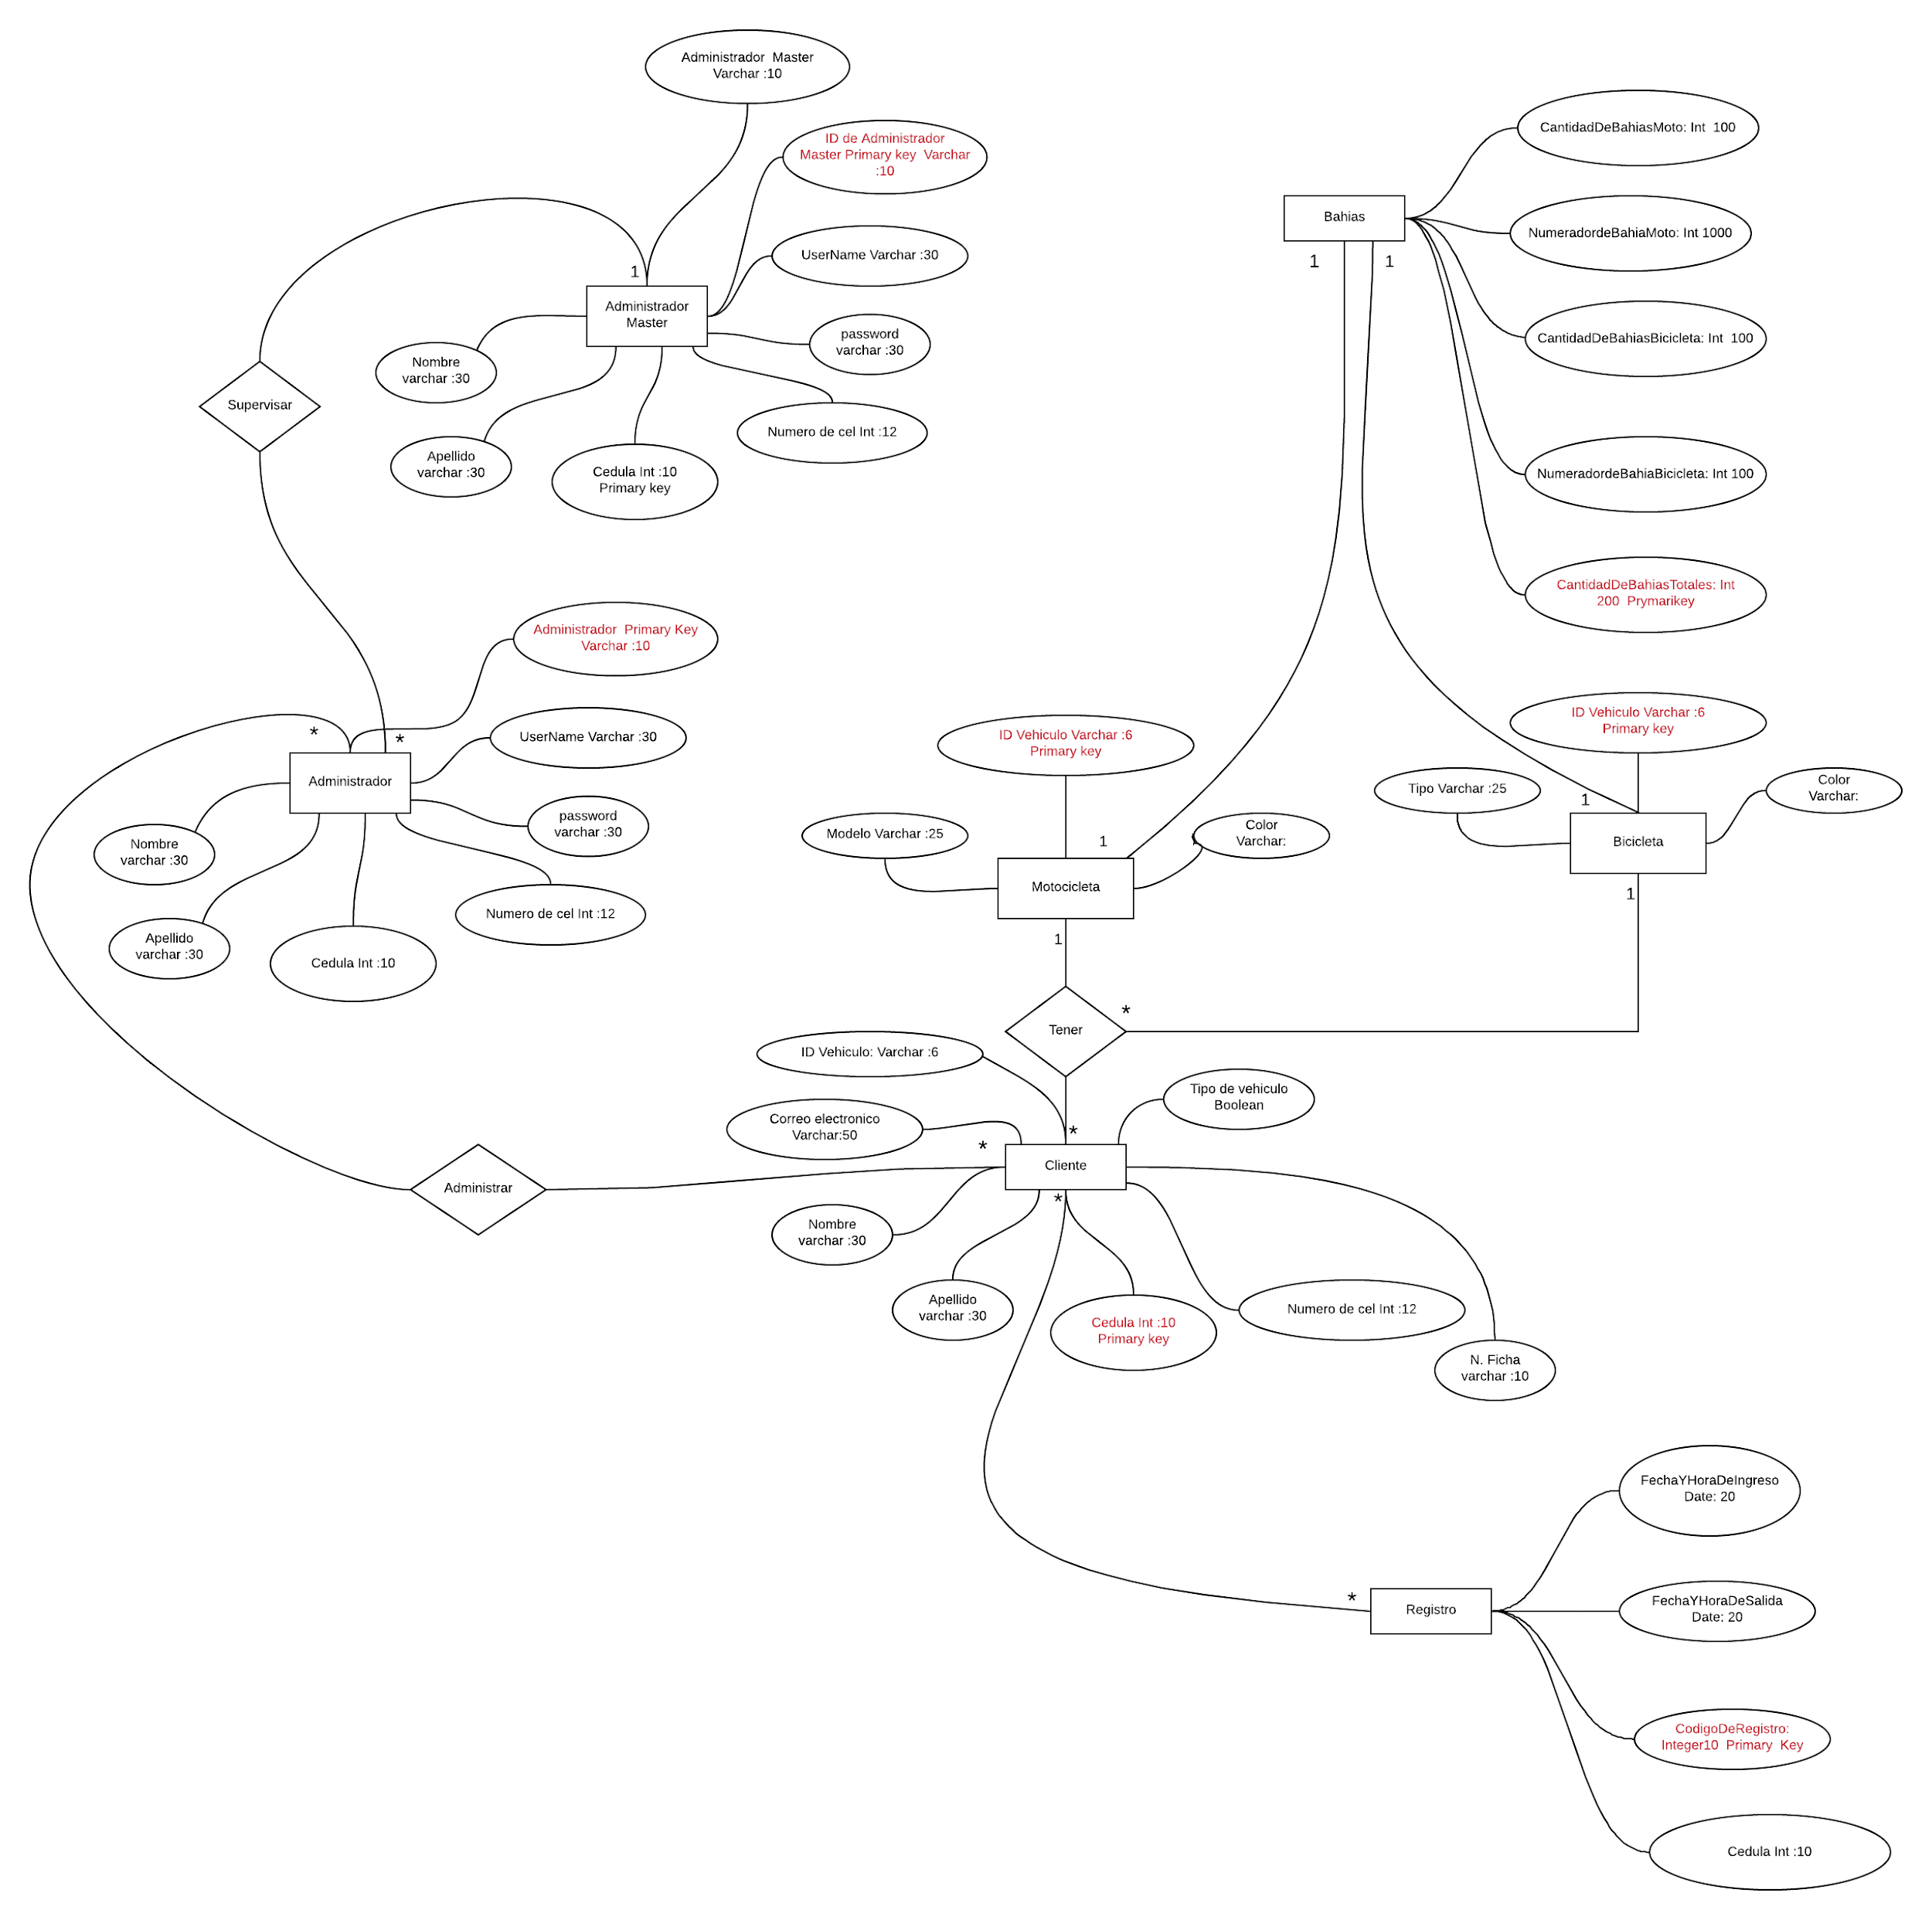 Administrador  Master
Varchar :10
ID de Administrador
Master Primary key  Varchar
:10
UserName Varchar :30
1
Administrador
Master
password
varchar :30
Nombre
varchar :30
Numero de cel Int :12
Apellido
varchar :30
Cedula Int :10
Primary key
Supervisar
CantidadDeBahiasMoto: Int  100
Bahias
NumeradordeBahiaMoto: Int 1000
1
1
CantidadDeBahiasBicicleta: Int  100
NumeradordeBahiaBicicleta: Int 100
CantidadDeBahiasTotales: Int
200  Prymarikey
Administrador  Primary Key
Varchar :10
*
*
UserName Varchar :30
Administrador
password
varchar :30
Nombre
varchar :30
Numero de cel Int :12
Apellido
varchar :30
Cedula Int :10
ID Vehiculo Varchar :6
Primary key
Modelo Varchar :25
1
Color
Varchar:
Motocicleta
1
ID Vehiculo Varchar :6
Primary key
Tipo Varchar :25
Color
Varchar:
1
Bicicleta
1
*
Tener
ID Vehiculo: Varchar :6
Tipo de vehiculo
Boolean
Correo electronico
Varchar:50
*
*
Cliente
*
Administrar
Nombre
varchar :30
Apellido
varchar :30
Cedula Int :10
Primary key
Numero de cel Int :12
N. Ficha
varchar :10
FechaYHoraDeIngreso
Date: 20
*
Registro
FechaYHoraDeSalida
Date: 20
CodigoDeRegistro:
Integer10  Primary  Key
Cedula Int :10